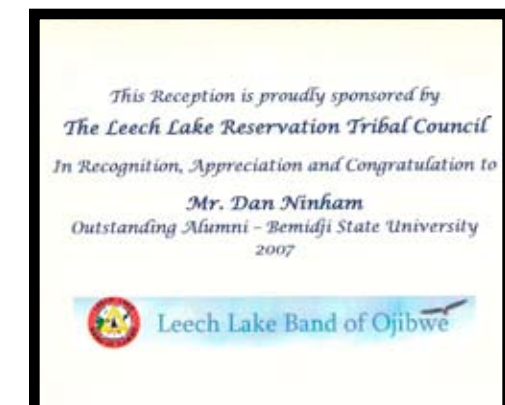 This Reception is proudly sponsored by
The Leech Lake Reservation Tribal Council
In Recognition, Appreciation and Congratulation to
Mr. Dan Ninham
Outstanding Alumni - Bemidji State University
2007
Leech Lake Band of Ojibwe